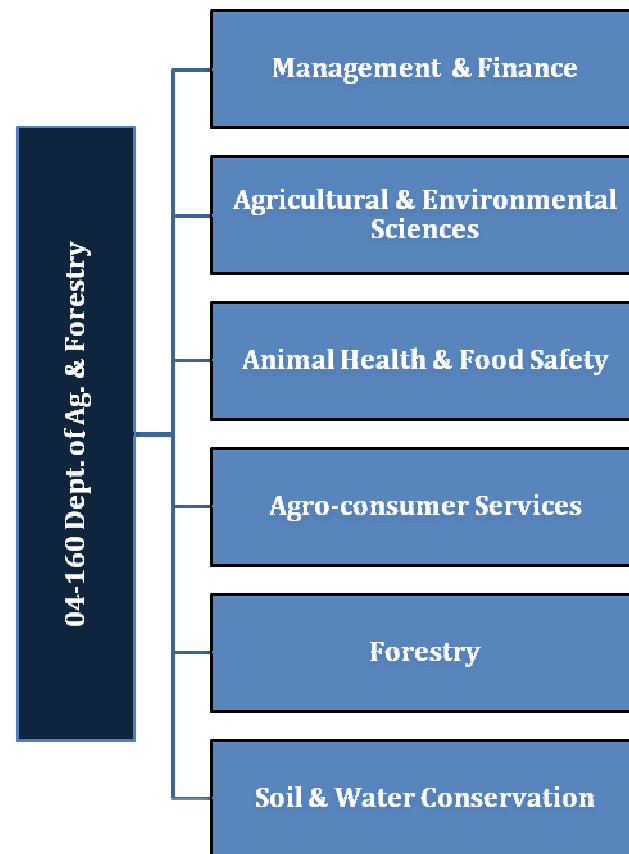 04-160 Dept. of Ag. & Forestry
Management & Finance
Agricultural & Environmental
Sciences
Animal Health & Food Safety
Agro-consumer Services
Forestry
Soil & Water Conservation